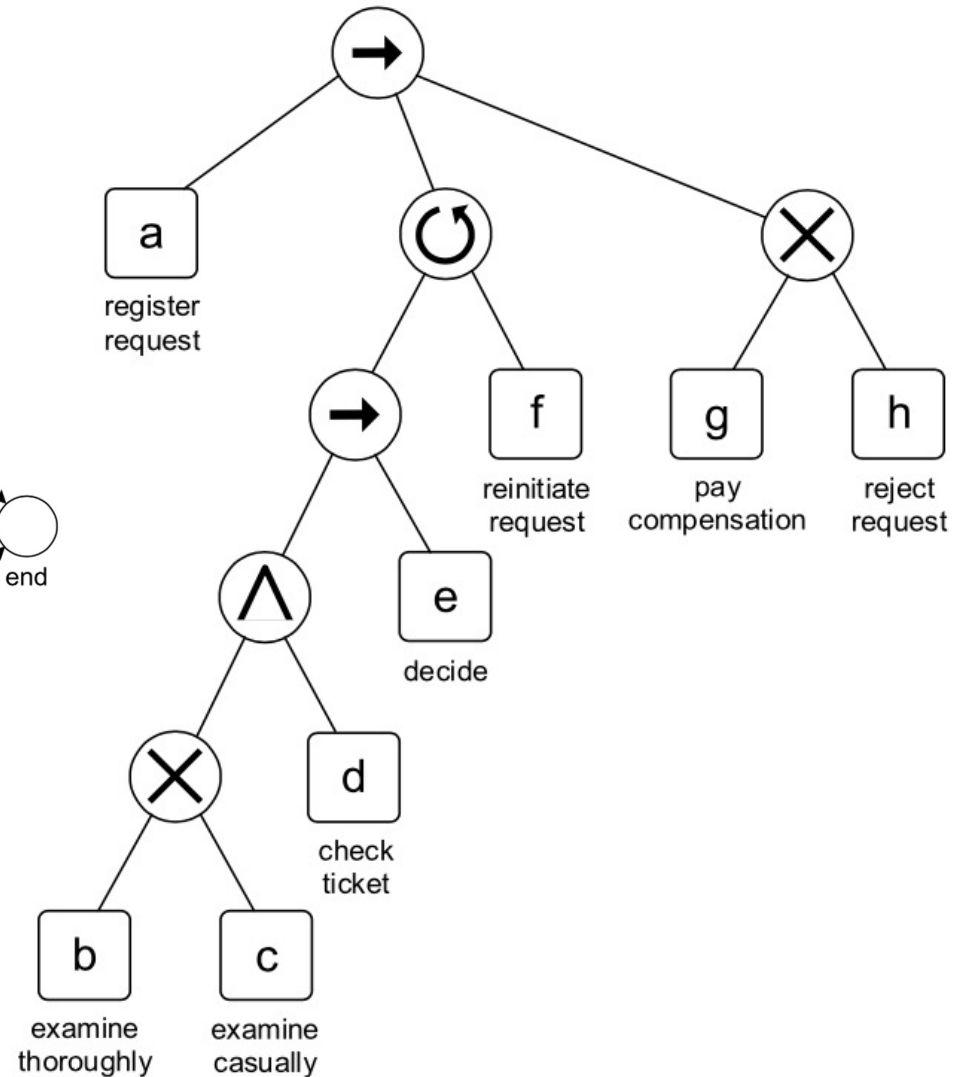 a
register
request
f
reinitiate
request
g
pay
compensation
h
reject
request
end
e
decide
d
check
ticket
b
examine
thoroughly
c
examine
casually